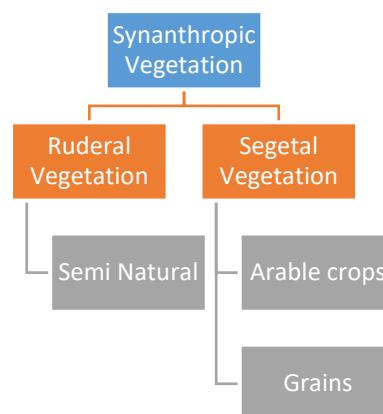 Synanthropic
Vegetation
Ruderal
Vegetation
Segetal
Vegetation
Semi Natural
Arable crops
Grains